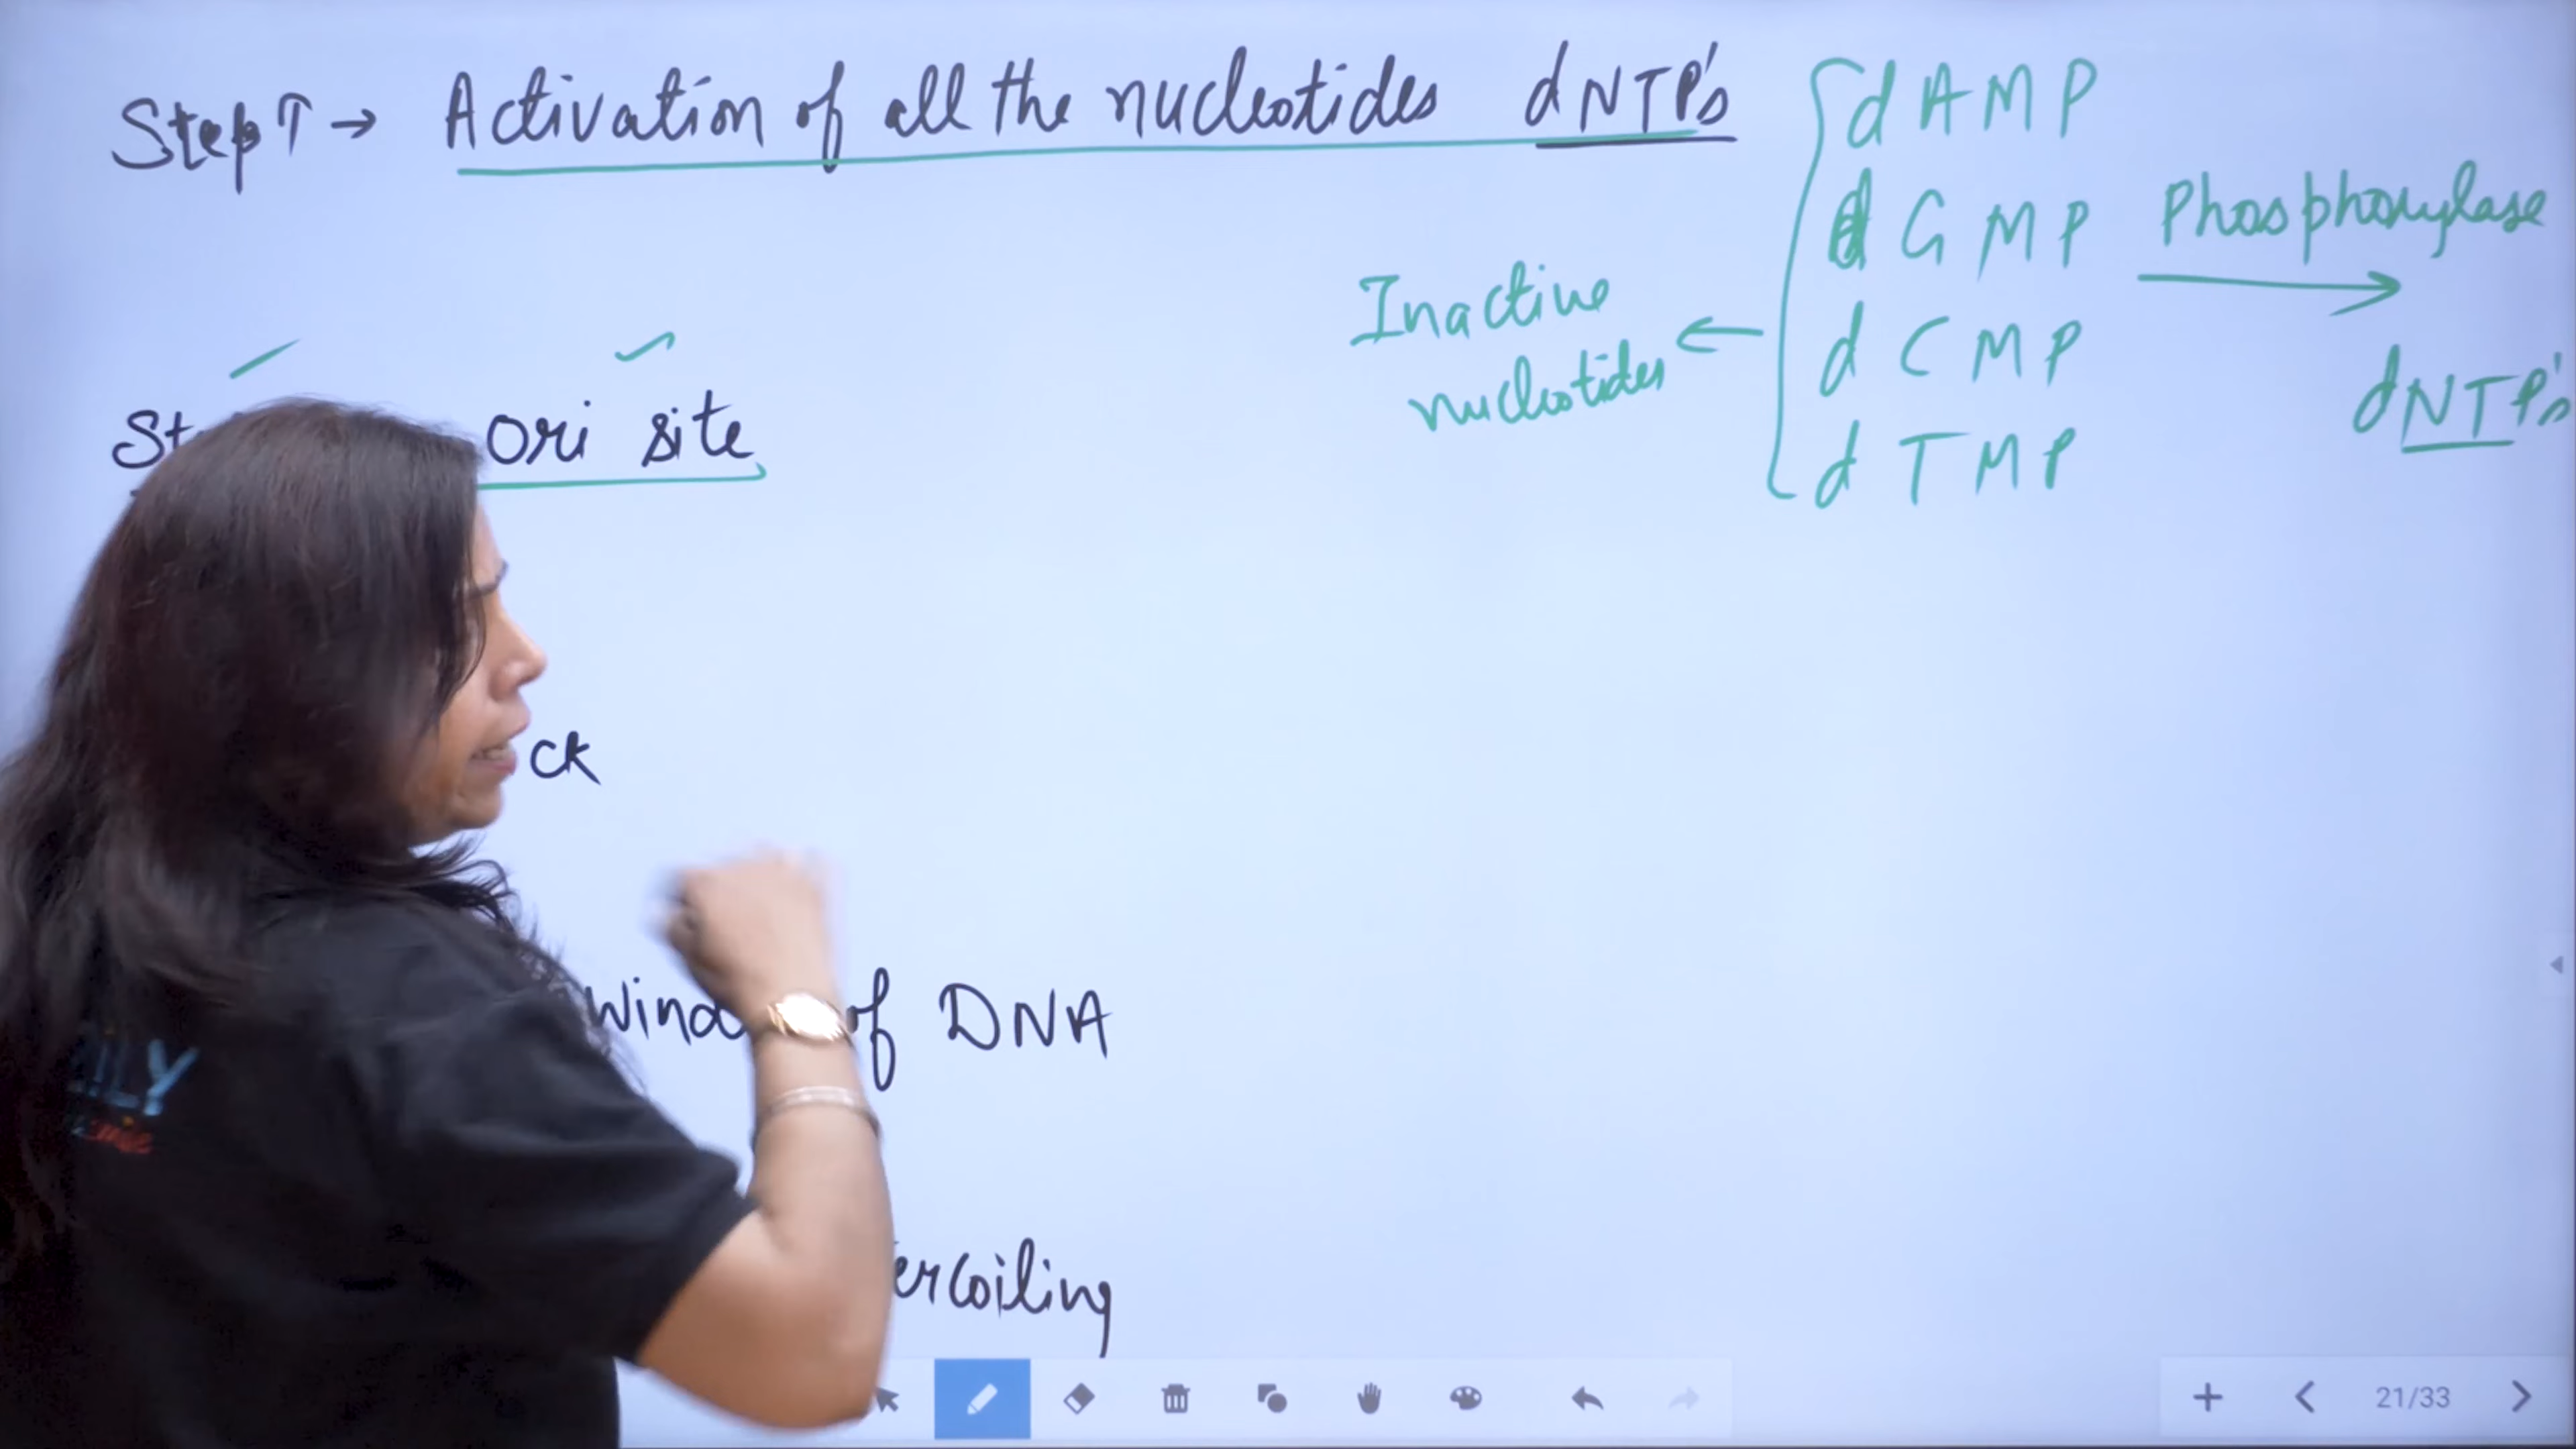 Step I → Activation of all the nucleotides dNTP's
dAMP
dGMP
dCMP
dTMP
Phosphorylase
→
dNTP's
Inactive
nucleotides ←
ori site
ck
of DNA
ercoiling
ILY
21/33